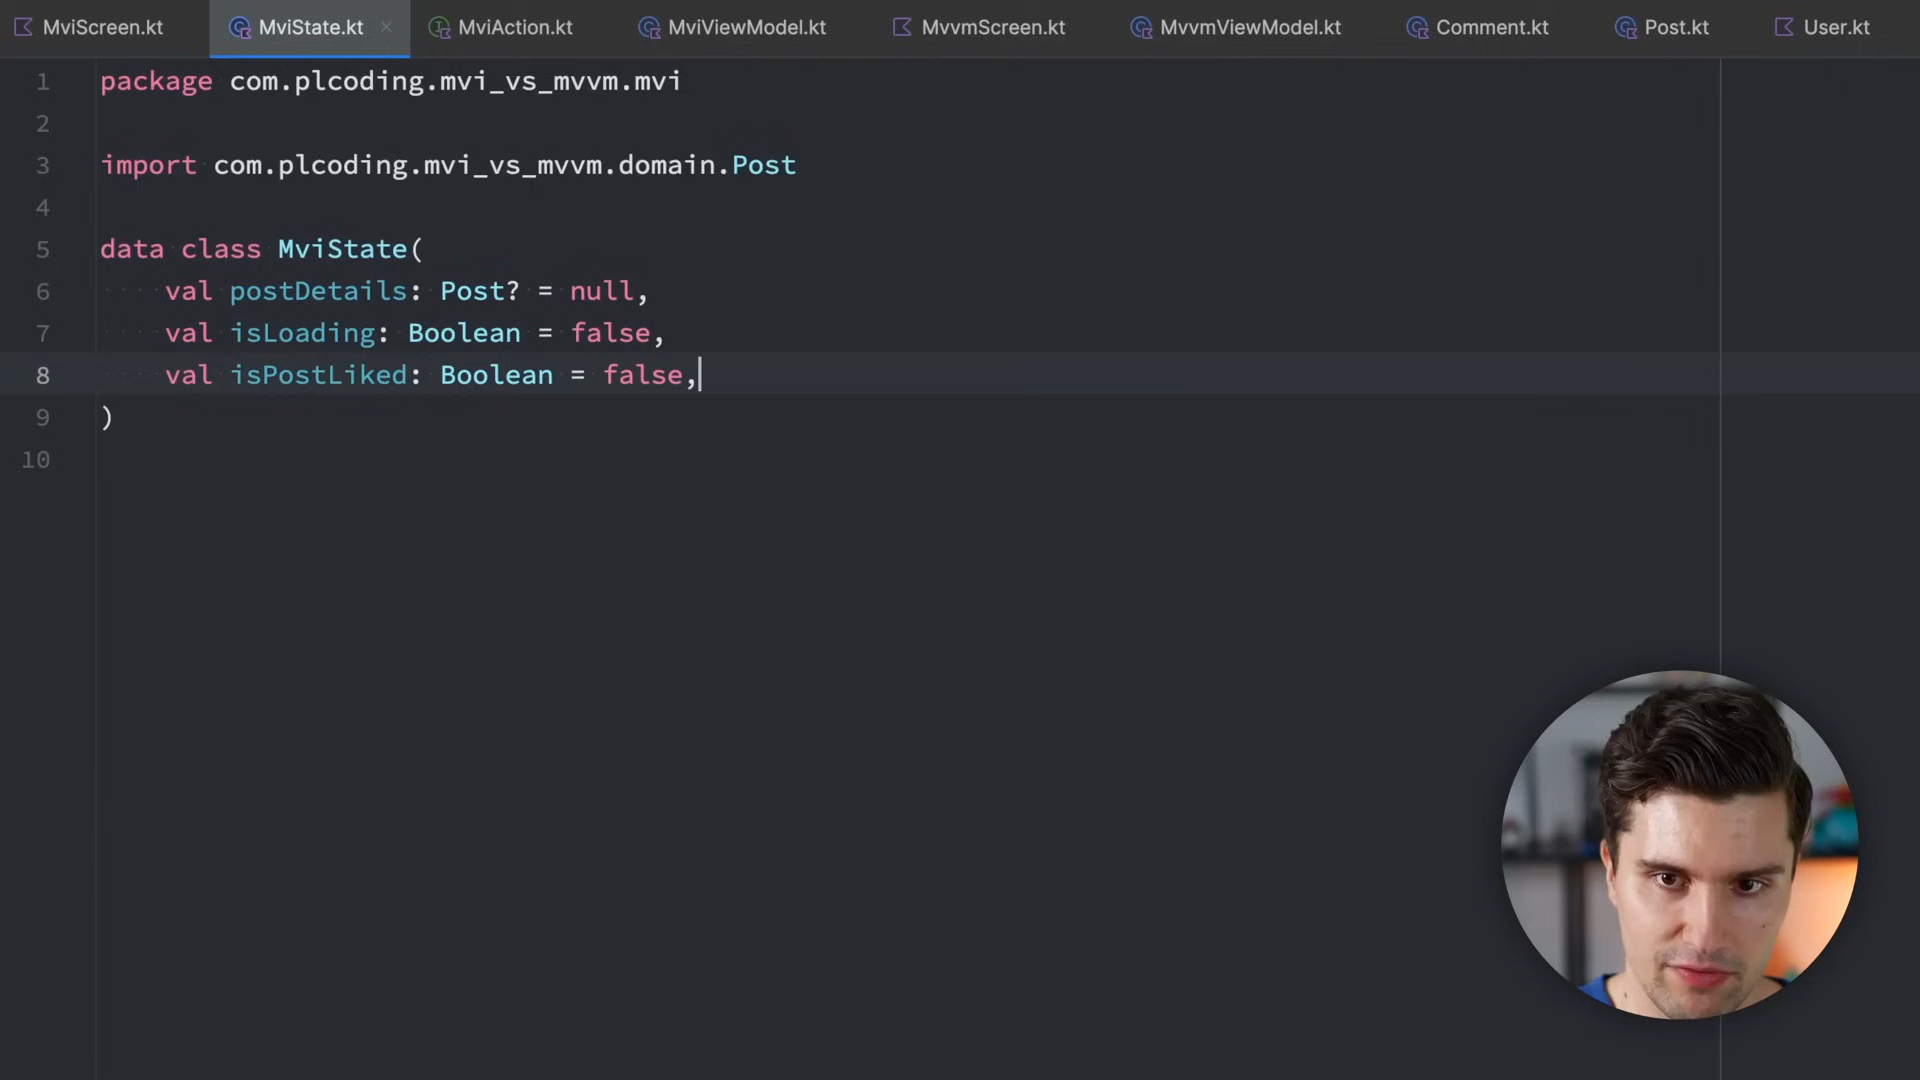 MviScreen.kt MviState.kt MviAction.kt MviViewModel.kt MvvmScreen.kt MvvmViewModel.kt Comment.kt Post.kt User.kt
1 package com.plcoding.mvi_vs_mvvm.mvi
2
3 import com.plcoding.mvi_vs_mvvm.domain.Post
4
5 data class MviState(
6 val postDetails: Post? = null,
7 val isLoading: Boolean = false,
8 val isPostLiked: Boolean = false,
9 )
10